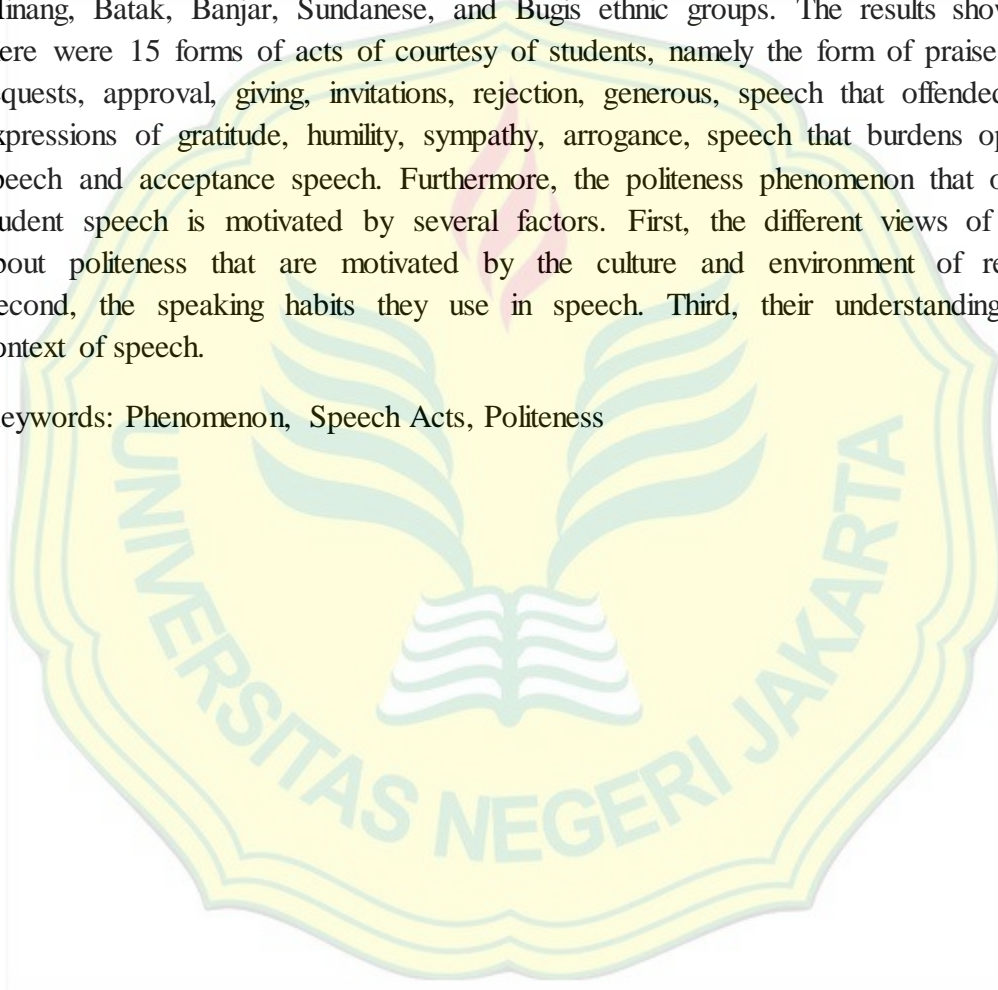 inang, Batak, Banjar, Sundanese, and Bugis ethnic groups. The results show
ere were 15 forms of acts of courtesy of students, namely the form of praise
quests, approval, giving, invitations, rejection, generous, speech that offended
xpressions of gratitude, humility, sympathy, arrogance, speech that burdens op
peech and acceptance speech. Furthermore, the politeness phenomenon that o
udent speech is motivated by several factors. First, the different views of
bout politeness that are motivated by the culture and environment of re
econd, the speaking habits they use in speech. Third, their understanding
ontext of speech.
eywords: Phenomenon, Speech Acts, Politeness
UNIVERSITAS NEGERI JAKARTA